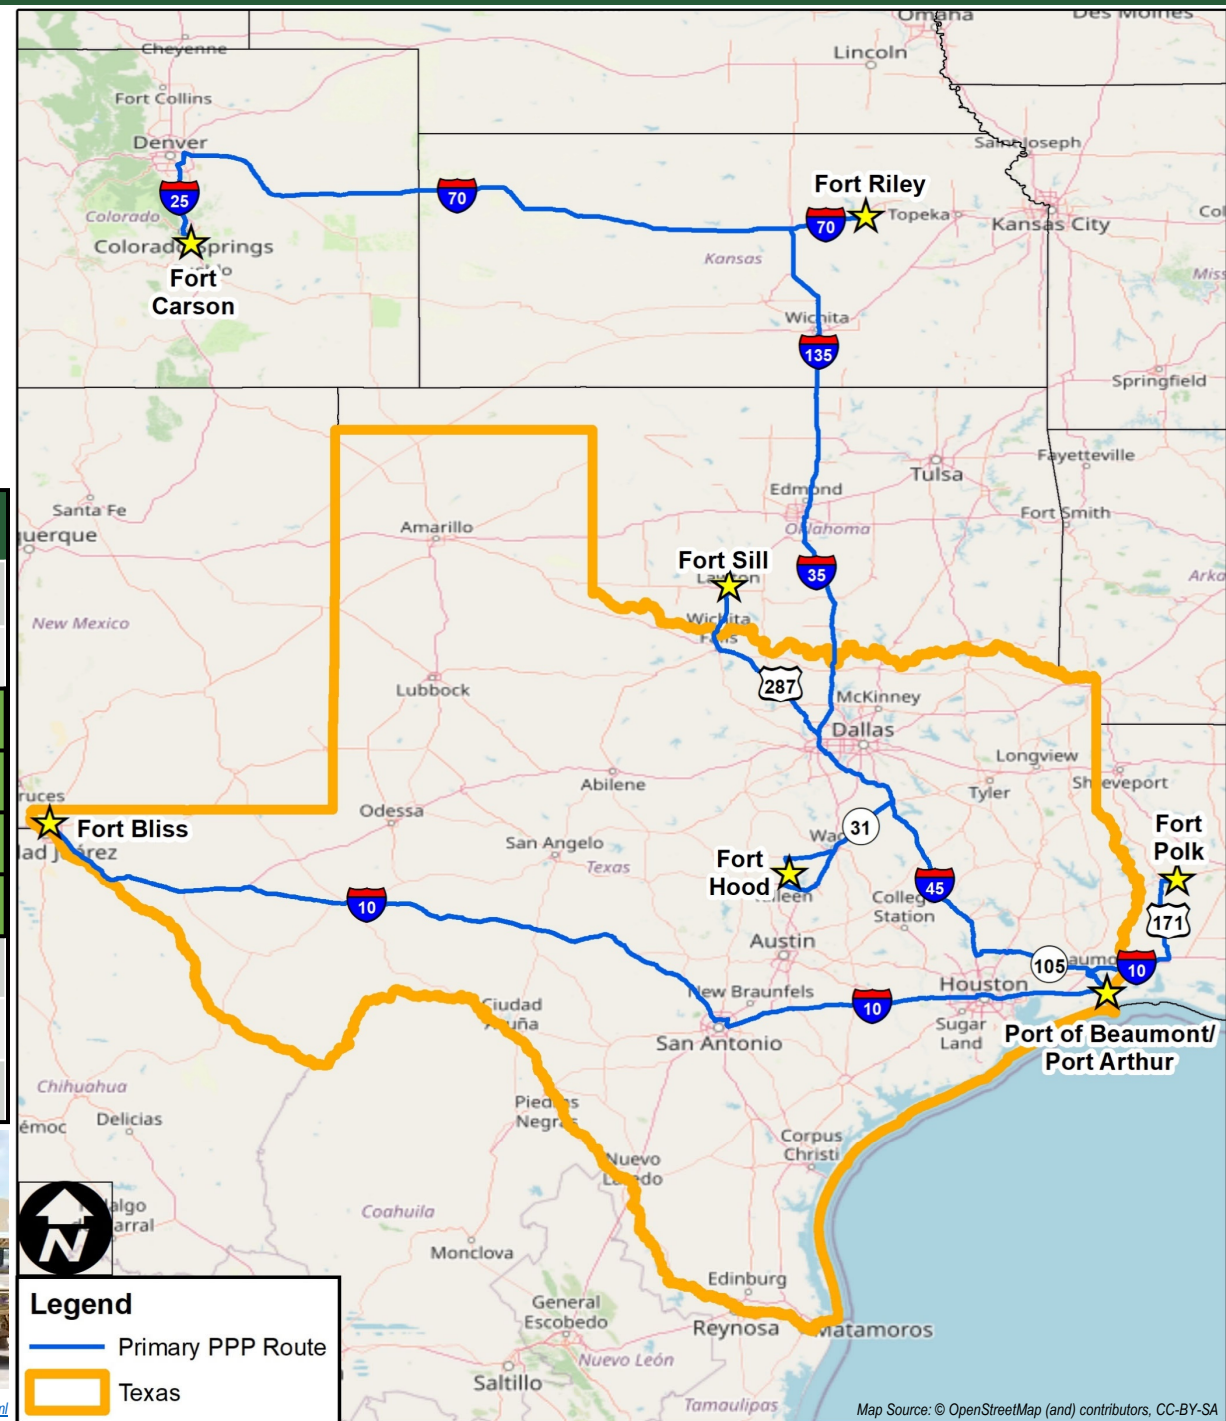 Omaha
Des Moines
Cheyenne
Lincoln
Fort Collins
Denver
Saint Joseph
25
70
Fort Riley
70
Topeka
Kansas City
Colorado
Colorado Springs
Fort
Carson
Kansas
Wichita
135
Springfield
Fayetteville
Tulsa
Edmond
Fort Smith
Oklahoma
Santa Fe
querque
Amarillo
Fort Sill
Lawton
35
Arka
New Mexico
Wichita
Falls
287
McKinney
Lubbock
Dallas
Longview
Shreveport
Abilene
Tyler
ruces
Odessa
Fort Bliss
31
Fort
Polk
dad Juárez
San Angelo
Texas
Fort
Hood
Killeen
45
College
Station
10
171
Austin
105
10
New Braunfels
10
Houston
Ciudad
Acuña
San Antonio
Sugar
Land
Port of Beaumont/
Port Arthur
Chihuahua
émoc
Delicias
Piedras
Negras
Corpus
Christi
Nuevo
Laredo
N
Coahuila
Monclova
Edinburg
Reynosa
Matamoros
General
Escobedo
Nuevo León
Saltillo
Tamaulipas
Legend
Primary PPP Route
Texas
Map Source: © OpenStreetMap (and) contributors, CC-BY-SA